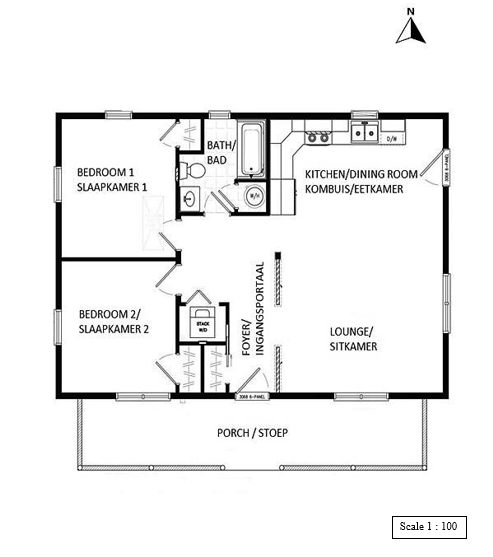 N
BATH/
BAD
D/W
BEDROOM 1
SLAAPKAMER 1
KITCHEN/DINING ROOM
KOMBUIS/EETKAMER
3068 6-PANEL
W/H
BEDROOM 2/
SLAAPKAMER 2
STACK
W/D
FOYER/
INGANGSPORTAAL
LOUNGE/
SITKAMER
3068 6-PANEL
PORCH / STOEP
Scale 1 : 100